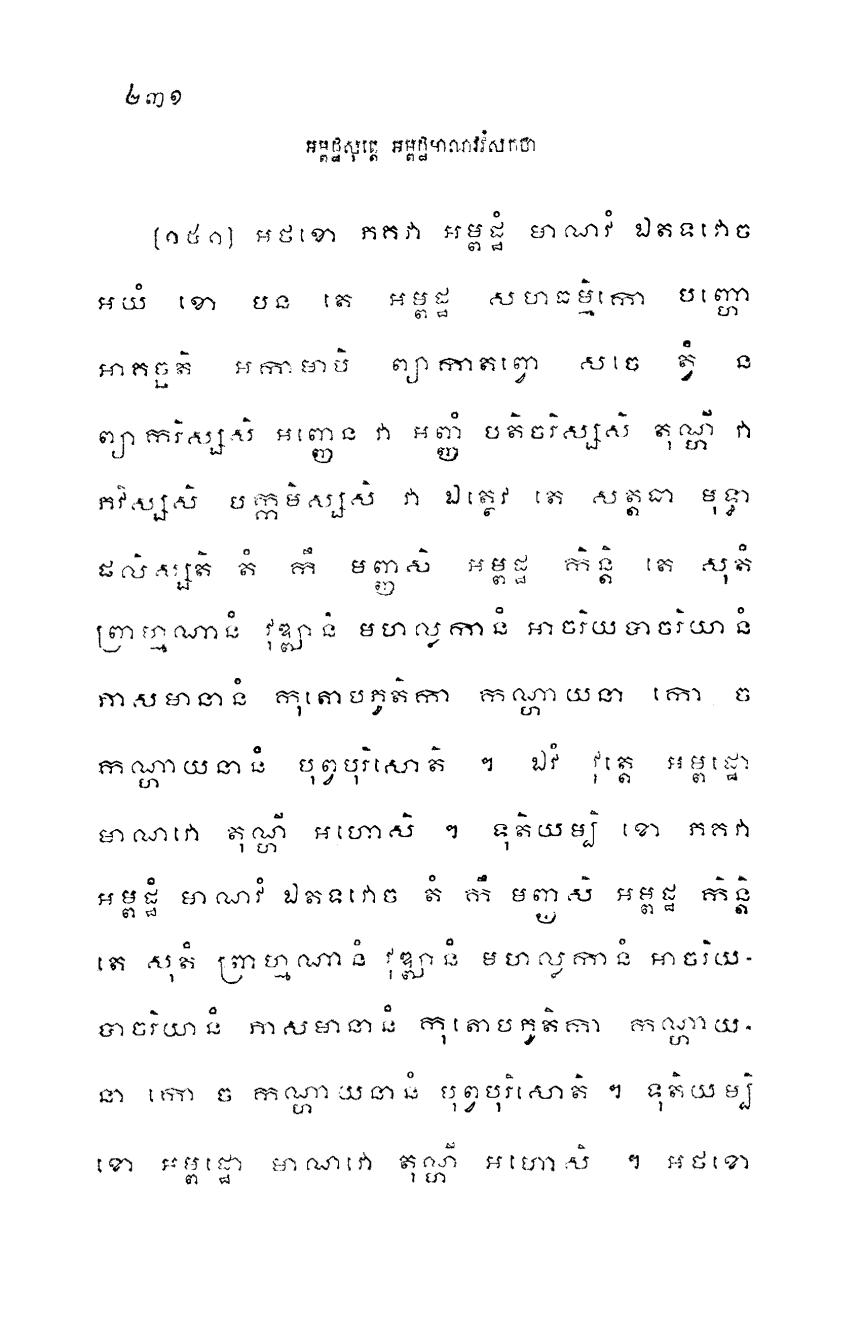 ២៣១
អម្ពដ្ឋសុត្តេ អម្ពដ្ឋមាណវវំសកថា
[១៥១] អថខោ ភគវា អម្ពដ្ឋំ មាណវំ ឯតទវោច
អយំ ខោ បន តេ អម្ពដ្ឋ សហធម្មិកោ បញ្ហោ
អាគច្ឆតិ អកាមាបិ ព្យាកាតព្វោ សចេ ត្វំ ន
ព្យាករិស្សសិ អញ្ញេន វា អញ្ញំ បតិចរិស្សសិ តុណ្ហី វា
ភវិស្សសិ បក្កមិស្សសិ វា ឯត្ថេវ តេ សត្តធា មុទ្ធា
ផលិស្សតិ តំ កឹ មញ្ញសិ អម្ពដ្ឋ កិន្តិ តេ សុតំ
ព្រាហ្មណានំ វុឌ្ឍានំ មហល្លកានំ អាចរិយបាចរិយានំ
ភាសមានានំ កុតោបភូតិកា កណ្ហាយនា កោ ច
កណ្ហាយនានំ បុព្វបុរិសោតិ ។ ឯវំ វុត្តេ អម្ពដ្ឋោ
មាណវោ តុណ្ហី អហោសិ ។ ទុតិយម្បិ ខោ ភគវា
អម្ពដ្ឋំ មាណវំ ឯតទវោច តំ កឹ មញ្ញសិ អម្ពដ្ឋ កិន្តិ
តេ សុតំ ព្រាហ្មណានំ វុឌ្ឍានំ មហល្លកានំ អាចរិយ-
បាចរិយានំ ភាសមានានំ កុតោបភូតិកា កណ្ហាយ-
នា កោ ច កណ្ហាយនានំ បុព្វបុរិសោតិ ។ ទុតិយម្បិ
ខោ អម្ពដ្ឋោ មាណវោ តុណ្ហី អហោសិ ។ អថខោ